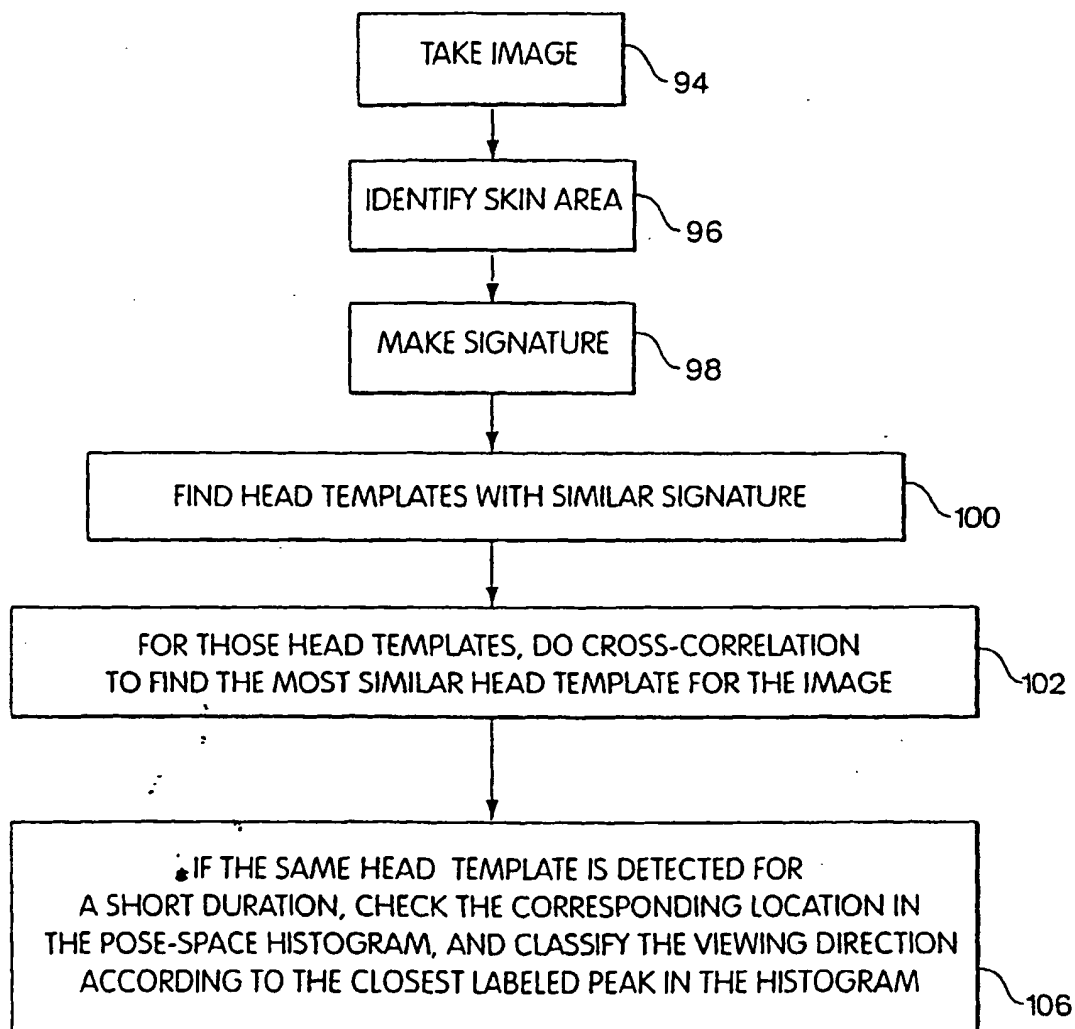 TAKE IMAGE
94
IDENTIFY SKIN AREA
96
MAKE SIGNATURE
98
FIND HEAD TEMPLATES WITH SIMILAR SIGNATURE
100
FOR THOSE HEAD TEMPLATES, DO CROSS-CORRELATION
TO FIND THE MOST SIMILAR HEAD TEMPLATE FOR THE IMAGE
102
IF THE SAME HEAD TEMPLATE IS DETECTED FOR
A SHORT DURATION, CHECK THE CORRESPONDING LOCATION IN
THE POSE-SPACE HISTOGRAM, AND CLASSIFY THE VIEWING DIRECTION
ACCORDING TO THE CLOSEST LABELED PEAK IN THE HISTOGRAM
106